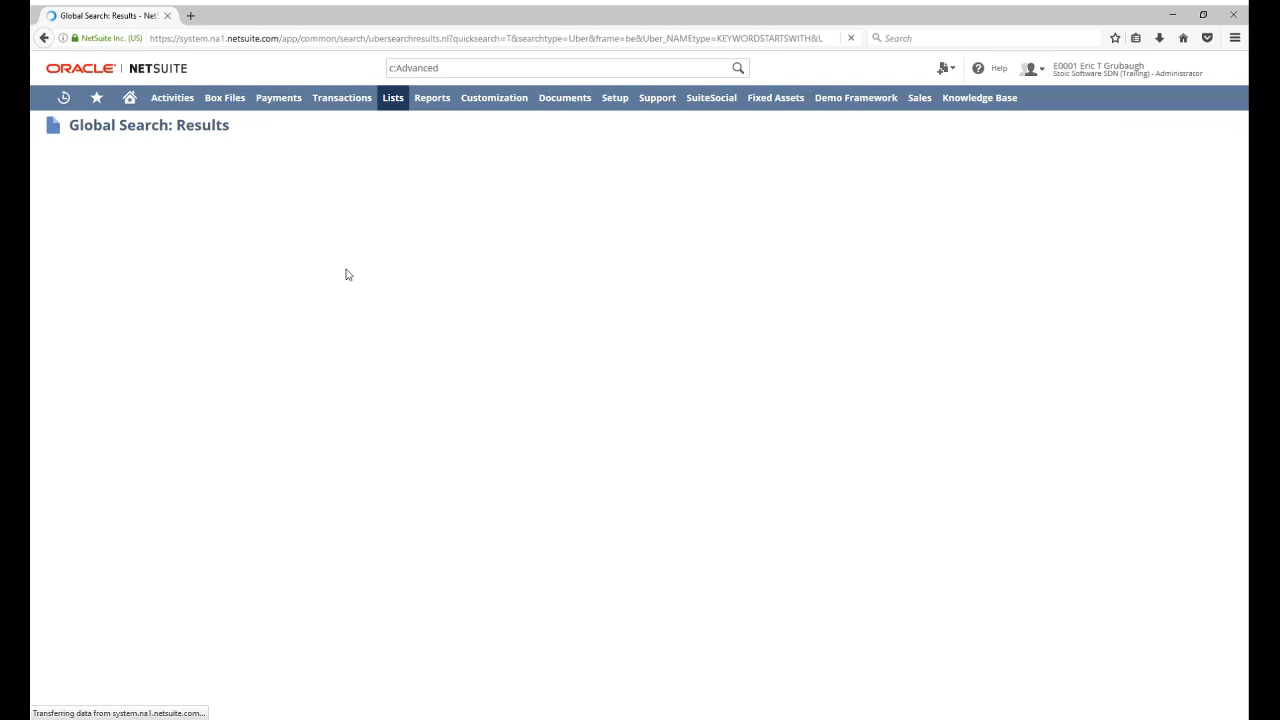 Global Search: Results - Net
NetSuite Inc. (US) https://system.na1.netsuite.com/app/common/search/ubersearchresults.nl?quicksearch=T&searchtype=Uber&frame=be&Uber_NAMEtype=KEYWORDSTARTSWITH&L Search
ORACLE | NETSUITE c:Advanced Help E0001 Eric T Grubaugh
Stoic Software SDN (Trailing) - Administrator
Activities Box Files Payments Transactions Lists Reports Customization Documents Setup Support SuiteSocial Fixed Assets Demo Framework Sales Knowledge Base
Global Search: Results
Transferring data from system.na1.netsuite.com...